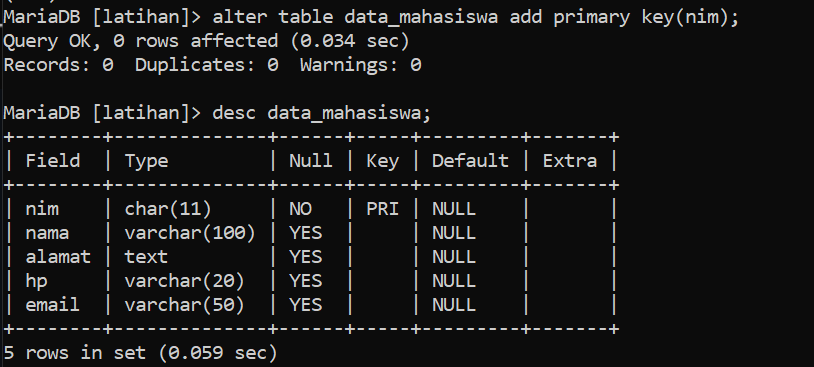 MariaDB [latihan]> alter table data_mahasiswa add primary key(nim);
Query OK, 0 rows affected (0.034 sec)
Records: 0  Duplicates: 0  Warnings: 0

MariaDB [latihan]> desc data_mahasiswa;
+--------+--------------+------+-----+---------+-------+
| Field  | Type         | Null | Key | Default | Extra |
+--------+--------------+------+-----+---------+-------+
| nim    | char(11)     | NO   | PRI | NULL    |       |
| nama   | varchar(100) | YES  |     | NULL    |       |
| alamat | text         | YES  |     | NULL    |       |
| hp     | varchar(20)  | YES  |     | NULL    |       |
| email  | varchar(50)  | YES  |     | NULL    |       |
+--------+--------------+------+-----+---------+-------+
5 rows in set (0.059 sec)